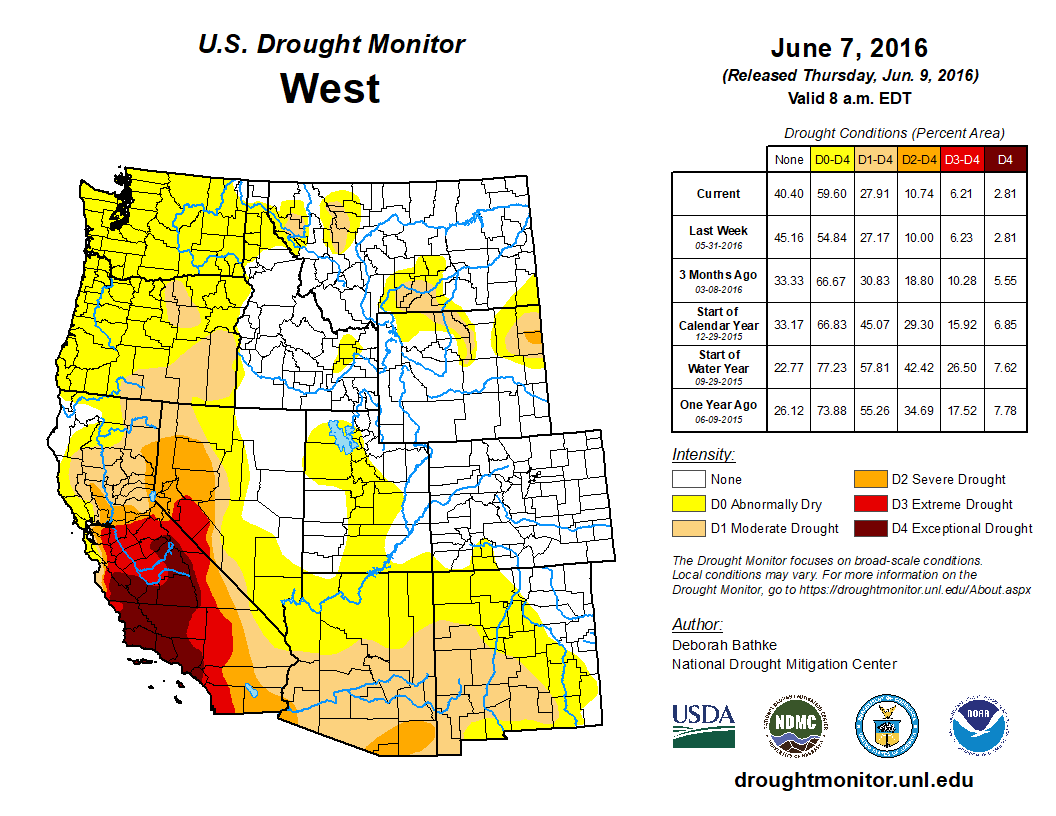 U.S. Drought Monitor
West
June 7, 2016
(Released Thursday, Jun. 9, 2016)
Valid 8 a.m. EDT
Drought Conditions (Percent Area)
None D0-D4 D1-D4 D2-D4 D3-D4 D4
Current 40.40 59.60 27.91 10.74 6.21 2.81
Last Week
05-31-2016
45.16 54.84 27.17 10.00 6.23 2.81
3 Months Ago
03-08-2016
33.33 66.67 30.83 18.80 10.28 5.55
Start of
Calendar Year
12-29-2015
33.17 66.83 45.07 29.30 15.92 6.85
Start of
Water Year
09-29-2015
22.77 77.23 57.81 42.42 26.50 7.62
One Year Ago
06-09-2015
26.12 73.88 55.26 34.69 17.52 7.78
Intensity:
None
D0 Abnormally Dry
D1 Moderate Drought
D2 Severe Drought
D3 Extreme Drought
D4 Exceptional Drought
The Drought Monitor focuses on broad-scale conditions.
Local conditions may vary. For more information on the
Drought Monitor, go to https://droughtmonitor.unl.edu/About.aspx
Author:
Deborah Bathke
National Drought Mitigation Center
USDA
NDMC
NOAA
droughtmonitor.unl.edu